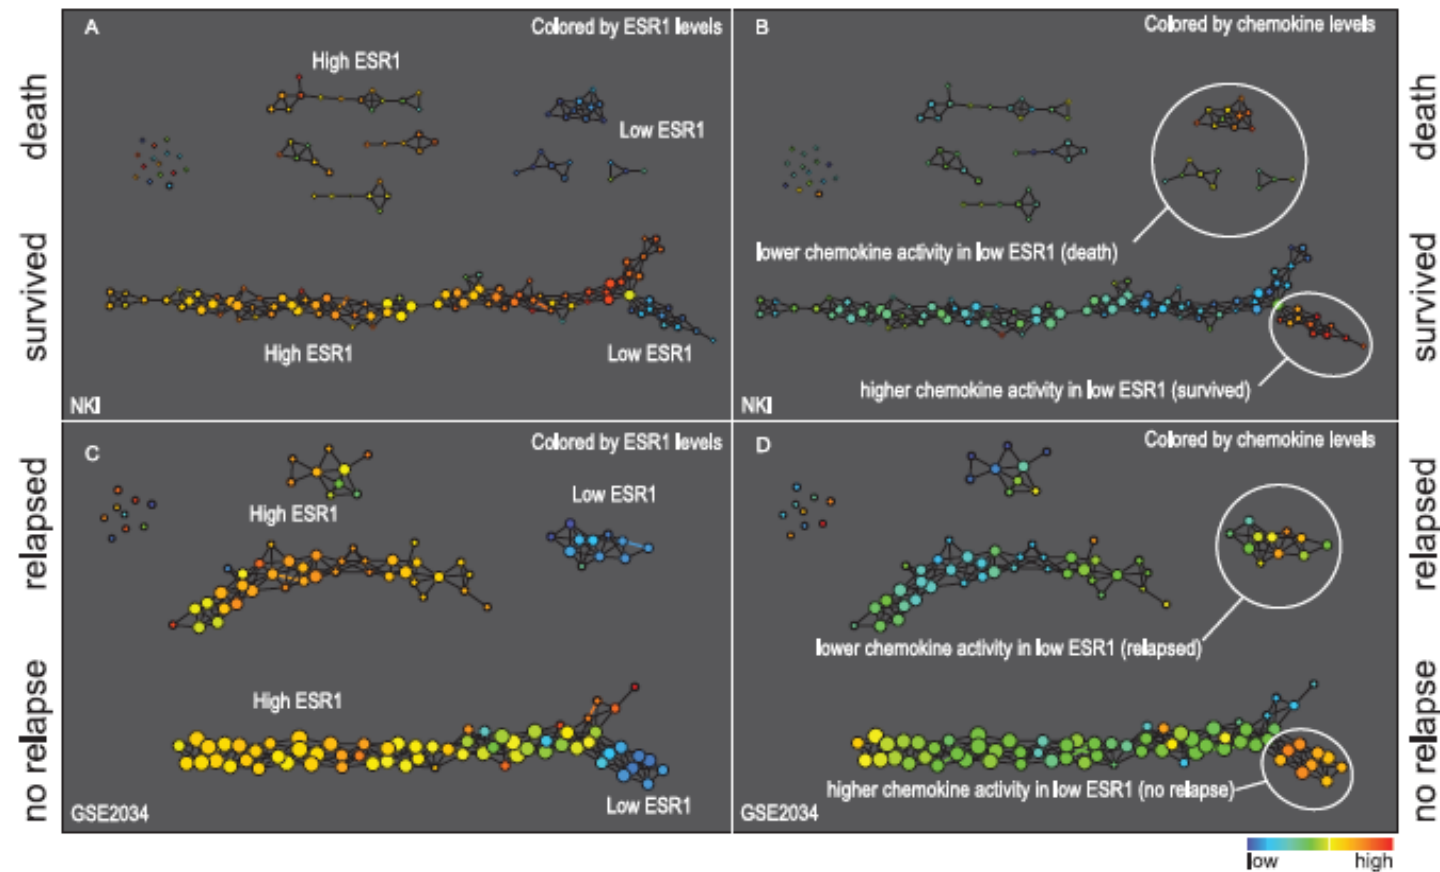 A
Colored by ESR1 levels
High ESR1
Low ESR1
High ESR1
Low ESR1
NKI
death
survived
B
Colored by chemokine levels
lower chemokine activity in low ESR1 (death)
higher chemokine activity in low ESR1 (survived)
NKI
death
survived
C
Colored by ESR1 levels
Low ESR1
High ESR1
High ESR1
Low ESR1
GSE2034
relapsed
no relapse
D
Colored by chemokine levels
lower chemokine activity in low ESR1 (relapsed)
higher chemokine activity in low ESR1 (no relapse)
GSE2034
relapsed
no relapse
low high